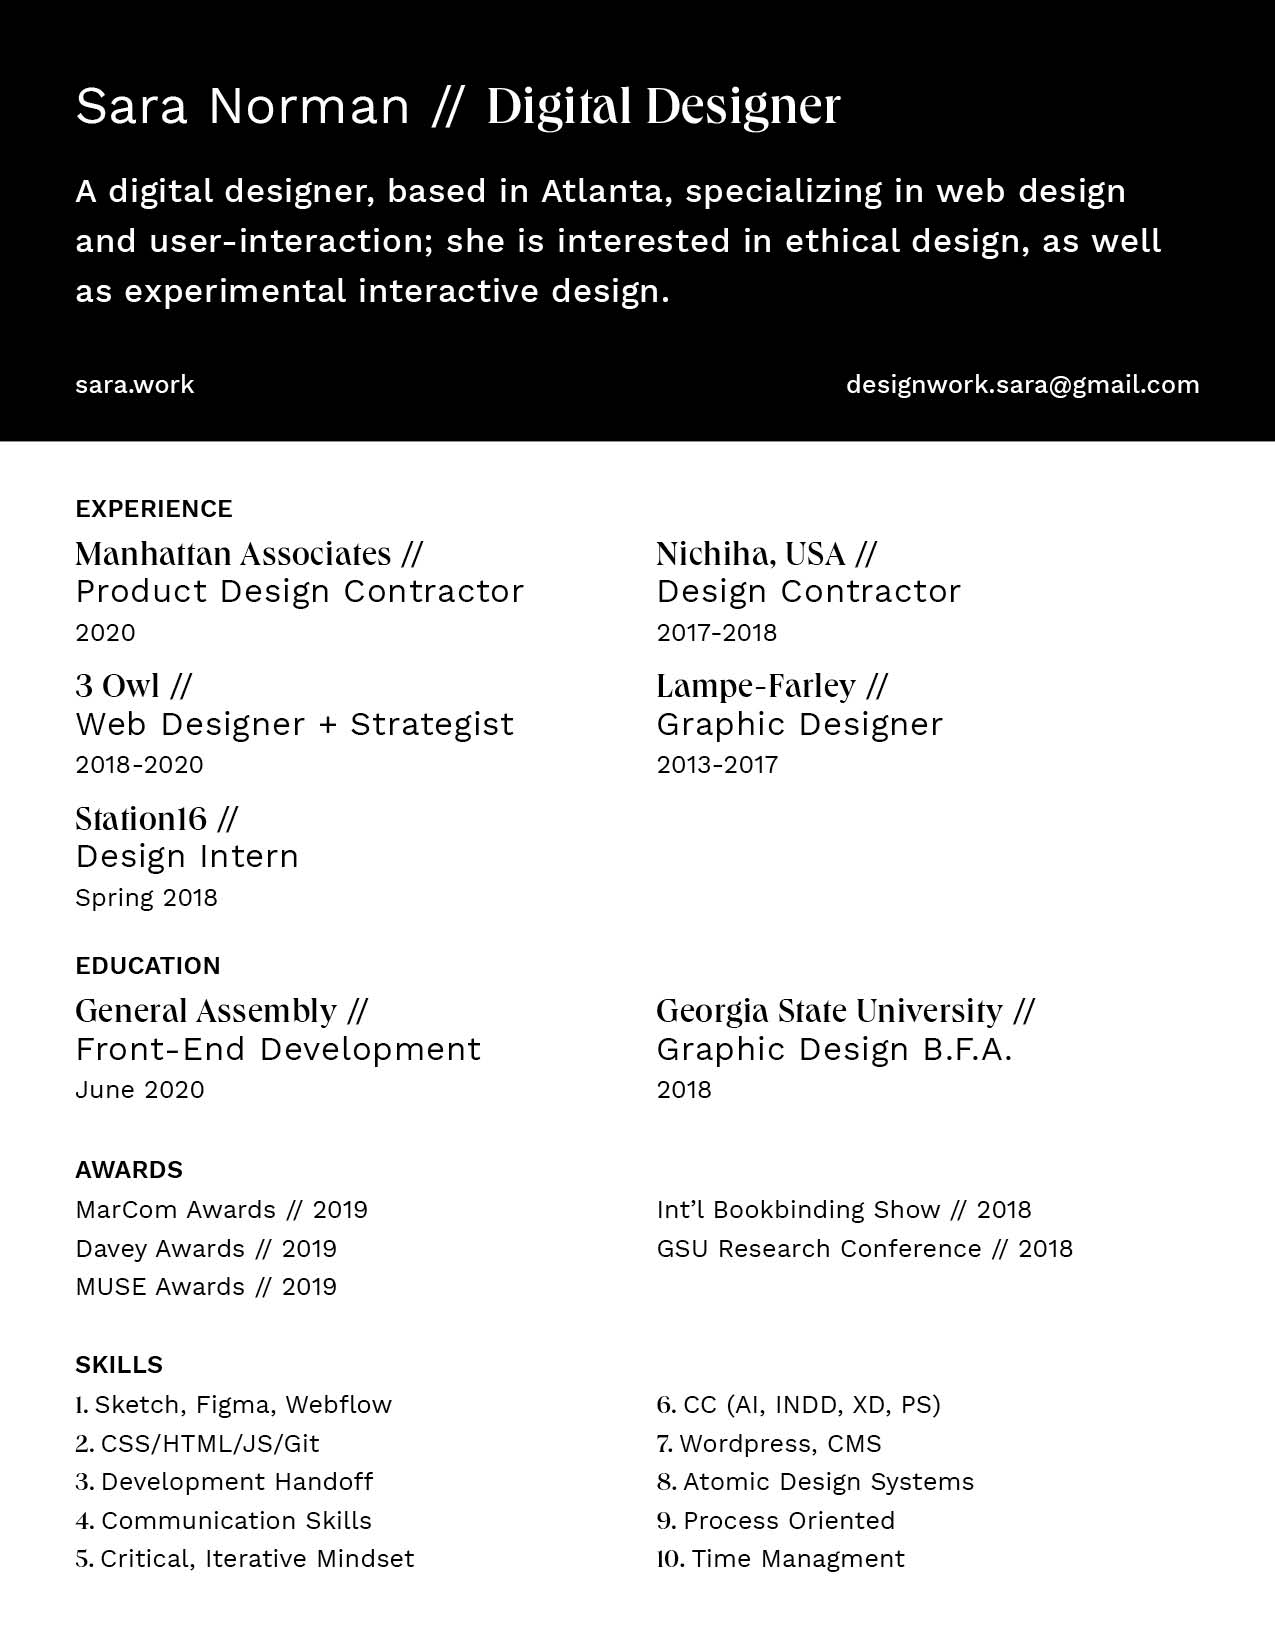 Sara Norman // Digital Designer
A digital designer, based in Atlanta, specializing in web design
and user-interaction; she is interested in ethical design, as well
as experimental interactive design.
sara.work
designwork.sara@gmail.com
EXPERIENCE
Manhattan Associates //
Product Design Contractor
2020
3 Owl //
Web Designer + Strategist
2018-2020
Station16 //
Design Intern
Spring 2018
Nichiha, USA //
Design Contractor
2017-2018
Lampe-Farley //
Graphic Designer
2013-2017
EDUCATION
General Assembly //
Front-End Development
June 2020
Georgia State University //
Graphic Design B.F.A.
2018
AWARDS
MarCom Awards // 2019
Davey Awards // 2019
MUSE Awards // 2019
Int’l Bookbinding Show // 2018
GSU Research Conference // 2018
SKILLS
1. Sketch, Figma, Webflow
2. CSS/HTML/JS/Git
3. Development Handoff
4. Communication Skills
5. Critical, Iterative Mindset
6. CC (AI, INDD, XD, PS)
7. Wordpress, CMS
8. Atomic Design Systems
9. Process Oriented
10. Time Managment